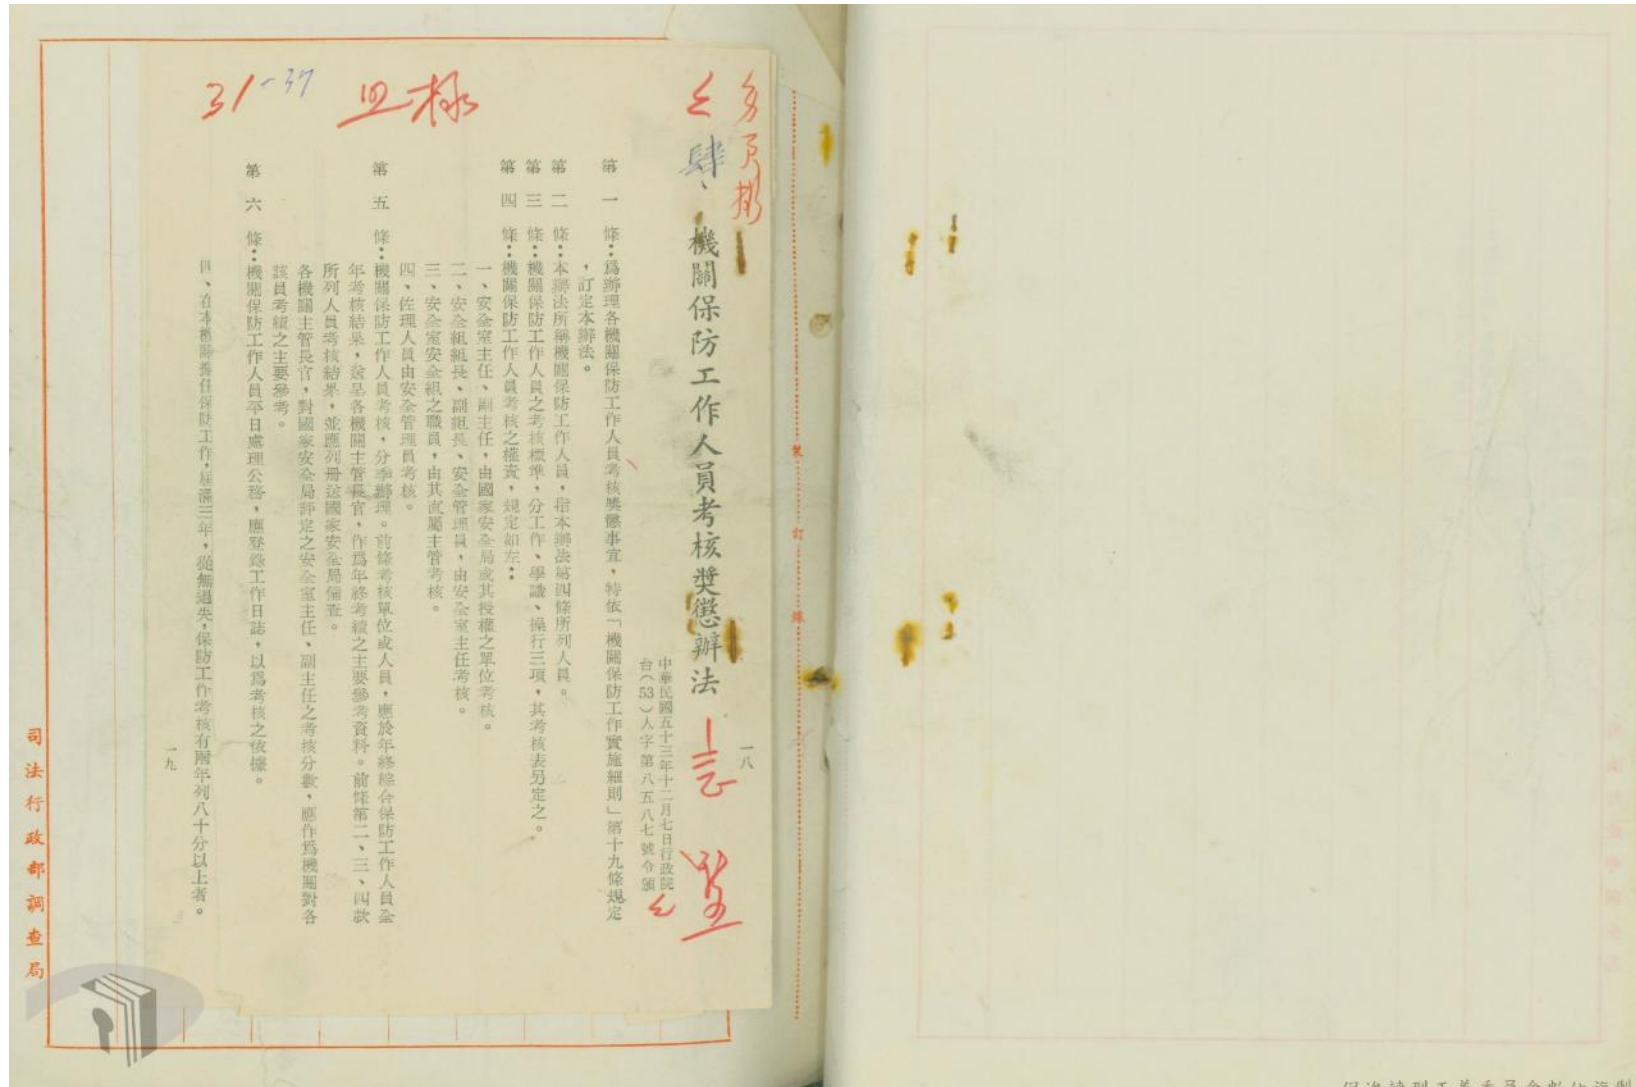 肆、機關保防工作人員考核獎懲辦法
中華民國五十三年十二月七日行政院
台(53)人字第八五八七號令頒
第一條：爲辦理各機關保防工作人員考核獎懲事宜，特依「機關保防工作實施細則」第十九條規定
，訂定本辦法。
第二條：本辦法所稱機關保防工作人員，指本辦法第四條所列人員。
第三條：機關保防工作人員之考核標準，分工作、學識、操行三項，其考核表另定之。
第四條：機關保防工作人員考核之權責，規定如左：
一、安全室主任、副主任，由國家安全局或其授權之單位考核。
二、安全組組長、副組長、安全管理員，由安全室主任考核。
三、安全室安全組之職員，由其直屬主管考核。
四、佐理人員由安全管理員考核。
第五條：機關保防工作人員考核，分季辦理。前條考核單位或人員，應於年終綜合保防工作人員全
年考核結果，送呈各機關主管長官，作爲年終考績之主要參考資料。前條第二、三、四款
所列人員考核結果，並應列册送國家安全局備查。
各機關主管長官，對國家安全局評定之安全室主任、副主任之考核分數，應作爲機關對各
該員考績之主要參考。
第六條：機關保防工作人員平日處理公務，應登錄工作日誌，以爲考核之依據。
四、在本機關擔任保防工作，屆滿三年，從無過失，保防工作考核有兩年列八十分以上者。
一八
一九
31-37
裝訂線
司法行政部調查局